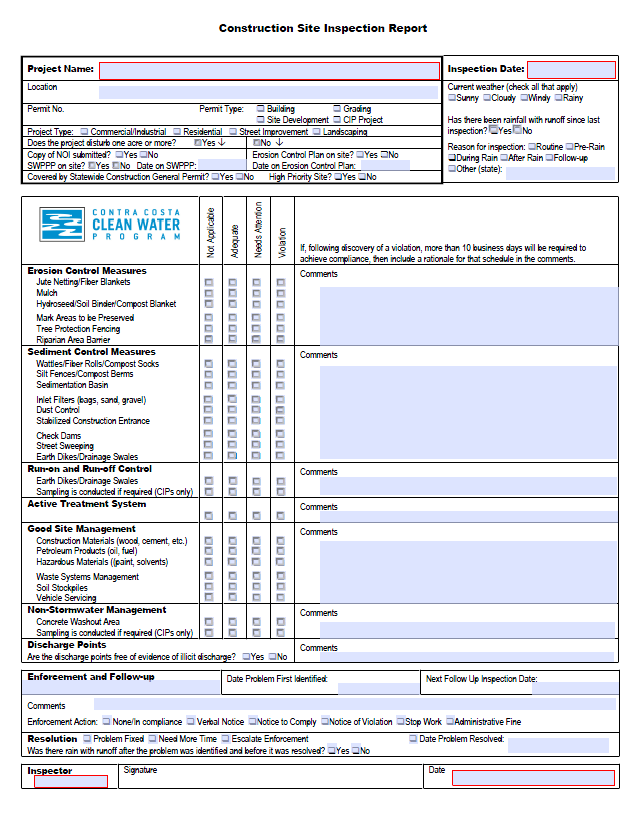 Construction Site Inspection Report
Project Name:
Inspection Date:
Location
Current weather (check all that apply)
Sunny Cloudy Windy Rainy
Permit No. Permit Type: Building Grading
Site Development CIP Project
Has there been rainfall with runoff since last
inspection? Yes No
Project Type: Commercial/Industrial Residential Street Improvement Landscaping
Does the project disturb one acre or more? Yes ↓ No ↓
Reason for inspection: Routine Pre-Rain
During Rain After Rain Follow-up
Other (state):
Copy of NOI submitted? Yes No Erosion Control Plan on site? Yes No
SWPPP on site? Yes No Date on SWPPP: Date on Erosion Control Plan:
Covered by Statewide Construction General Permit? Yes No High Priority Site? Yes No
CONTRA COSTA
CLEAN WATER
PROGRAM
Not Applicable
Adequate
Needs Attention
Violation
If, following discovery of a violation, more than 10 business days will be required to
achieve compliance, then include a rationale for that schedule in the comments.
Erosion Control Measures
Comments
Jute Netting/Fiber Blankets
Mulch
Hydroseed/Soil Binder/Compost Blanket
Mark Areas to be Preserved
Tree Protection Fencing
Riparian Area Barrier
Sediment Control Measures
Comments
Wattles/Fiber Rolls/Compost Socks
Silt Fences/Compost Berms
Sedimentation Basin
Inlet Filters (bags, sand, gravel)
Dust Control
Stabilized Construction Entrance
Check Dams
Street Sweeping
Earth Dikes/Drainage Swales
Run-on and Run-off Control
Comments
Earth Dikes/Drainage Swales
Sampling is conducted if required (CIPs only)
Active Treatment System
Comments
Good Site Management
Comments
Construction Materials (wood, cement, etc.)
Petroleum Products (oil, fuel)
Hazardous Materials ((paint, solvents)
Waste Systems Management
Soil Stockpiles
Vehicle Servicing
Non-Stormwater Management
Comments
Concrete Washout Area
Sampling is conducted if required (CIPs only)
Discharge Points
Comments
Are the discharge points free of evidence of illicit discharge? Yes No
Enforcement and Follow-up Date Problem First Identified: Next Follow Up Inspection Date:
Comments
Enforcement Action: None/In compliance Verbal Notice Notice to Comply Notice of Violation Stop Work Administrative Fine
Resolution Problem Fixed Need More Time Escalate Enforcement Date Problem Resolved:
Was there rain with runoff after the problem was identified and before it was resolved? Yes No
Inspector Signature Date